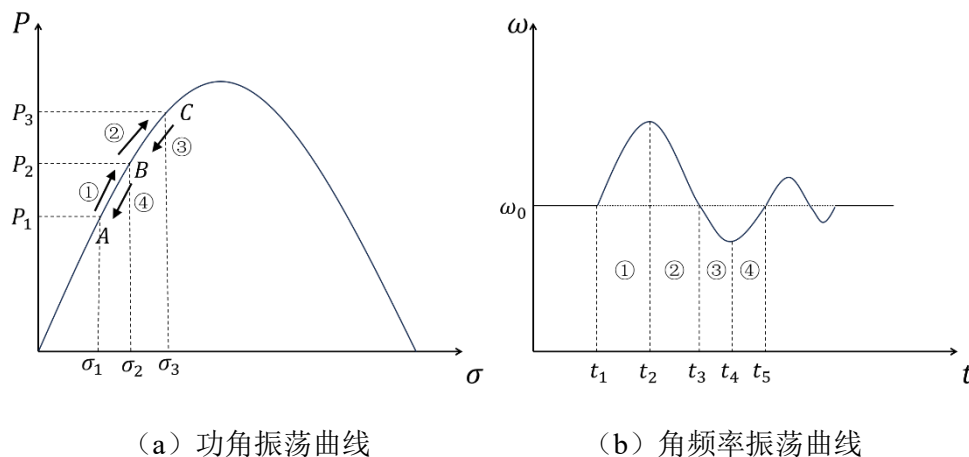 P
P₃
C
②
③
P₂
B
①
④
P₁
A
σ₁ σ₂ σ₃
σ
(a)功角振荡曲线
ω
ω₀
① ② ③ ④
t₁ t₂ t₃ t₄ t₅
t
(b)角频率振荡曲线